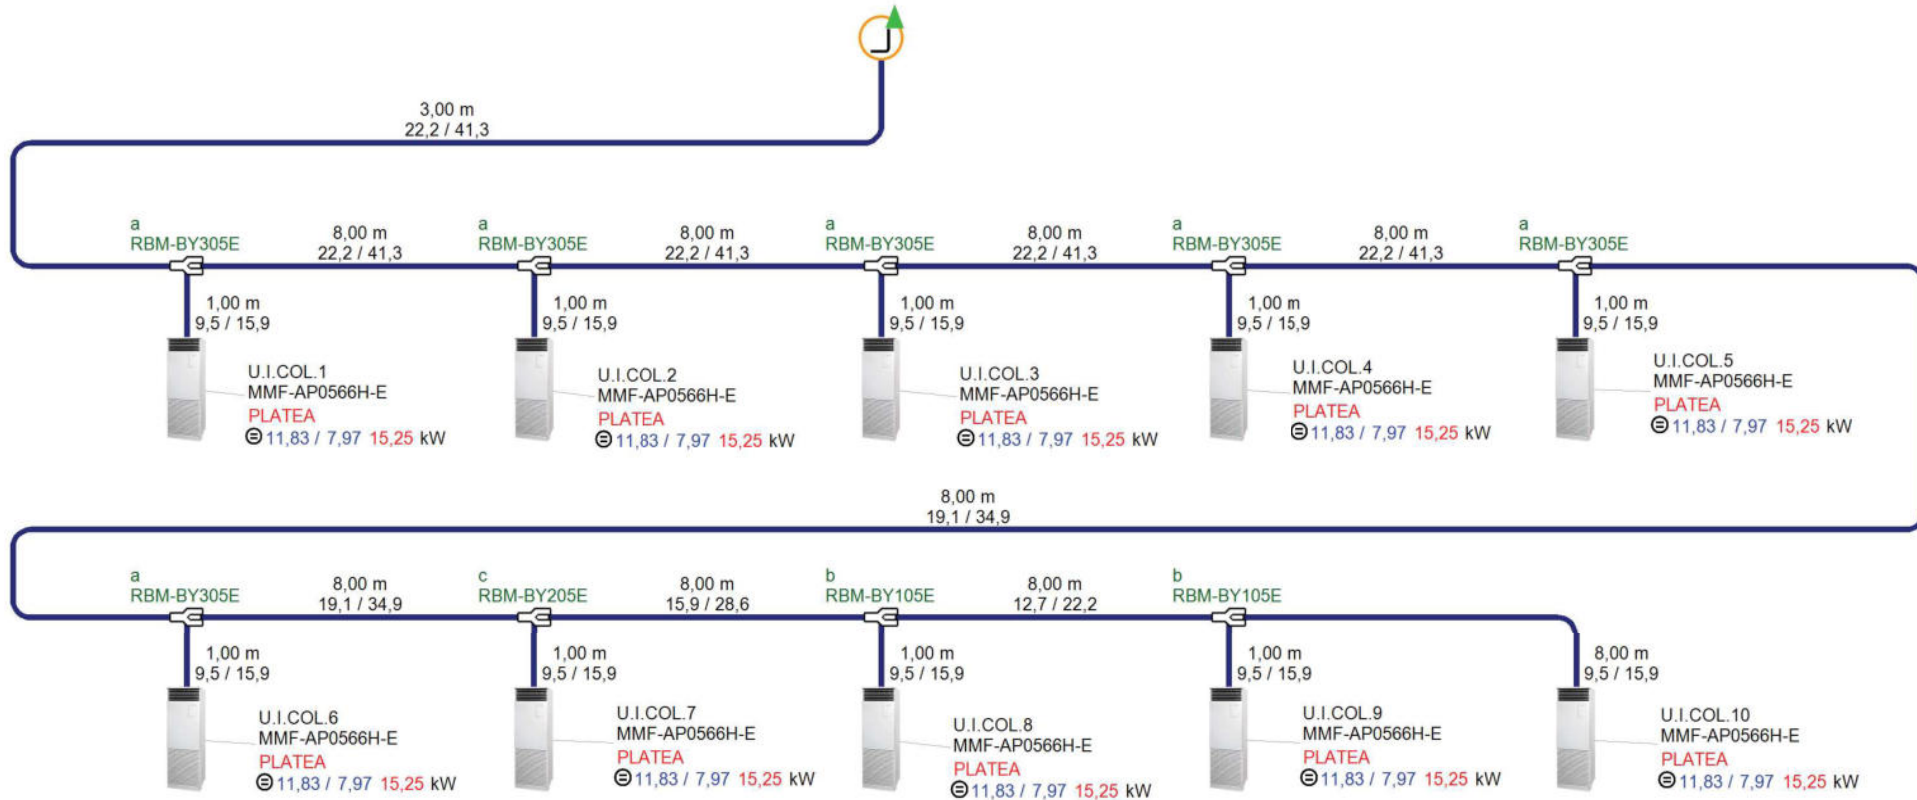 3,00 m
22,2 / 41,3
a
RBM-BY305E
8,00 m
22,2 / 41,3
a
RBM-BY305E
8,00 m
22,2 / 41,3
a
RBM-BY305E
8,00 m
22,2 / 41,3
a
RBM-BY305E
8,00 m
22,2 / 41,3
a
RBM-BY305E
1,00 m
9,5 / 15,9
1,00 m
9,5 / 15,9
1,00 m
9,5 / 15,9
1,00 m
9,5 / 15,9
1,00 m
9,5 / 15,9
U.I.COL.1
MMF-AP0566H-E
PLATEA
11,83 / 7,97 15,25 kW
U.I.COL.2
MMF-AP0566H-E
PLATEA
11,83 / 7,97 15,25 kW
U.I.COL.3
MMF-AP0566H-E
PLATEA
11,83 / 7,97 15,25 kW
U.I.COL.4
MMF-AP0566H-E
PLATEA
11,83 / 7,97 15,25 kW
U.I.COL.5
MMF-AP0566H-E
PLATEA
11,83 / 7,97 15,25 kW
8,00 m
19,1 / 34,9
a
RBM-BY305E
8,00 m
19,1 / 34,9
c
RBM-BY205E
8,00 m
15,9 / 28,6
b
RBM-BY105E
8,00 m
12,7 / 22,2
b
RBM-BY105E
1,00 m
9,5 / 15,9
1,00 m
9,5 / 15,9
1,00 m
9,5 / 15,9
1,00 m
9,5 / 15,9
8,00 m
9,5 / 15,9
U.I.COL.6
MMF-AP0566H-E
PLATEA
11,83 / 7,97 15,25 kW
U.I.COL.7
MMF-AP0566H-E
PLATEA
11,83 / 7,97 15,25 kW
U.I.COL.8
MMF-AP0566H-E
PLATEA
11,83 / 7,97 15,25 kW
U.I.COL.9
MMF-AP0566H-E
PLATEA
11,83 / 7,97 15,25 kW
U.I.COL.10
MMF-AP0566H-E
PLATEA
11,83 / 7,97 15,25 kW